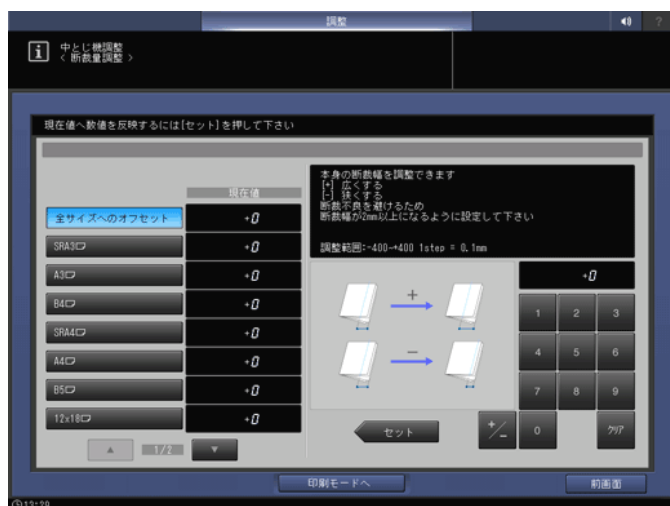 調整
?
i
中とじ機調整
< 断裁量調整 >
現在値へ数値を反映するには[セット]を押して下さい
現在値
全サイズへのオフセット
+0
SRA3
+0
A3
+0
B4
+0
SRA4
+0
A4
+0
B5
+0
12x18
+0
▲ 1/2 ▼
本身の断裁幅を調整できます
[+] 広くする
[-] 狭くする
断裁不良を避けるため
断裁幅が2mm以上になるように設定して下さい
調整範囲:-400~+400 1step = 0.1mm
+
-
セット
+0
1 2 3
4 5 6
7 8 9
+/- 0 クリア
印刷モードへ
前画面
13:20